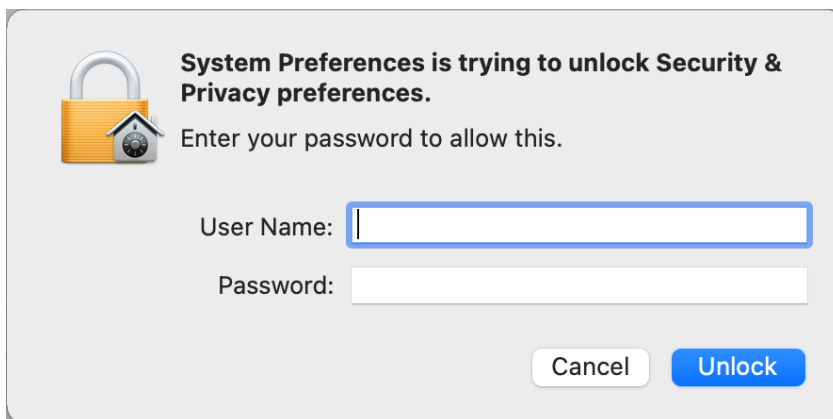 System Preferences is trying to unlock Security &
Privacy preferences.
Enter your password to allow this.
User Name:
Password:
Cancel
Unlock